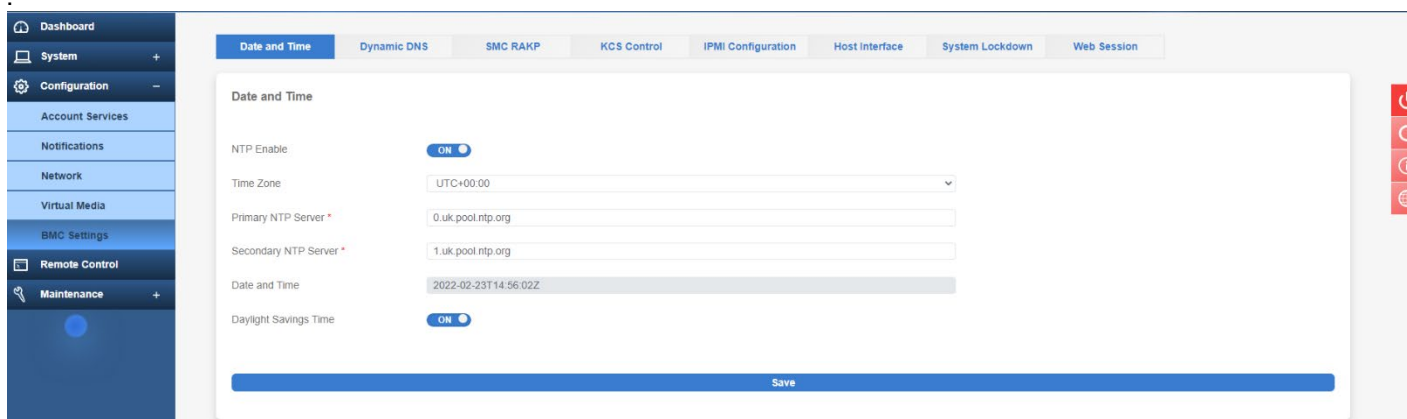 .
Dashboard
System +
Configuration −
Account Services
Notifications
Network
Virtual Media
BMC Settings
Remote Control
Maintenance +
Date and Time Dynamic DNS SMC RAKP KCS Control IPMI Configuration Host Interface System Lockdown Web Session
Date and Time
NTP Enable ON
Time Zone UTC+00:00
Primary NTP Server * 0.uk.pool.ntp.org
Secondary NTP Server * 1.uk.pool.ntp.org
Date and Time 2022-02-23T14:56:02Z
Daylight Savings Time ON
Save